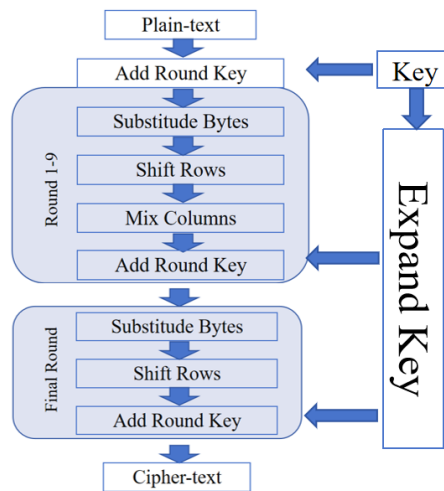 Plain-text
Add Round Key
Key
Round 1-9
Substitude Bytes
Shift Rows
Mix Columns
Add Round Key
Expand Key
Final Round
Substitude Bytes
Shift Rows
Add Round Key
Cipher-text